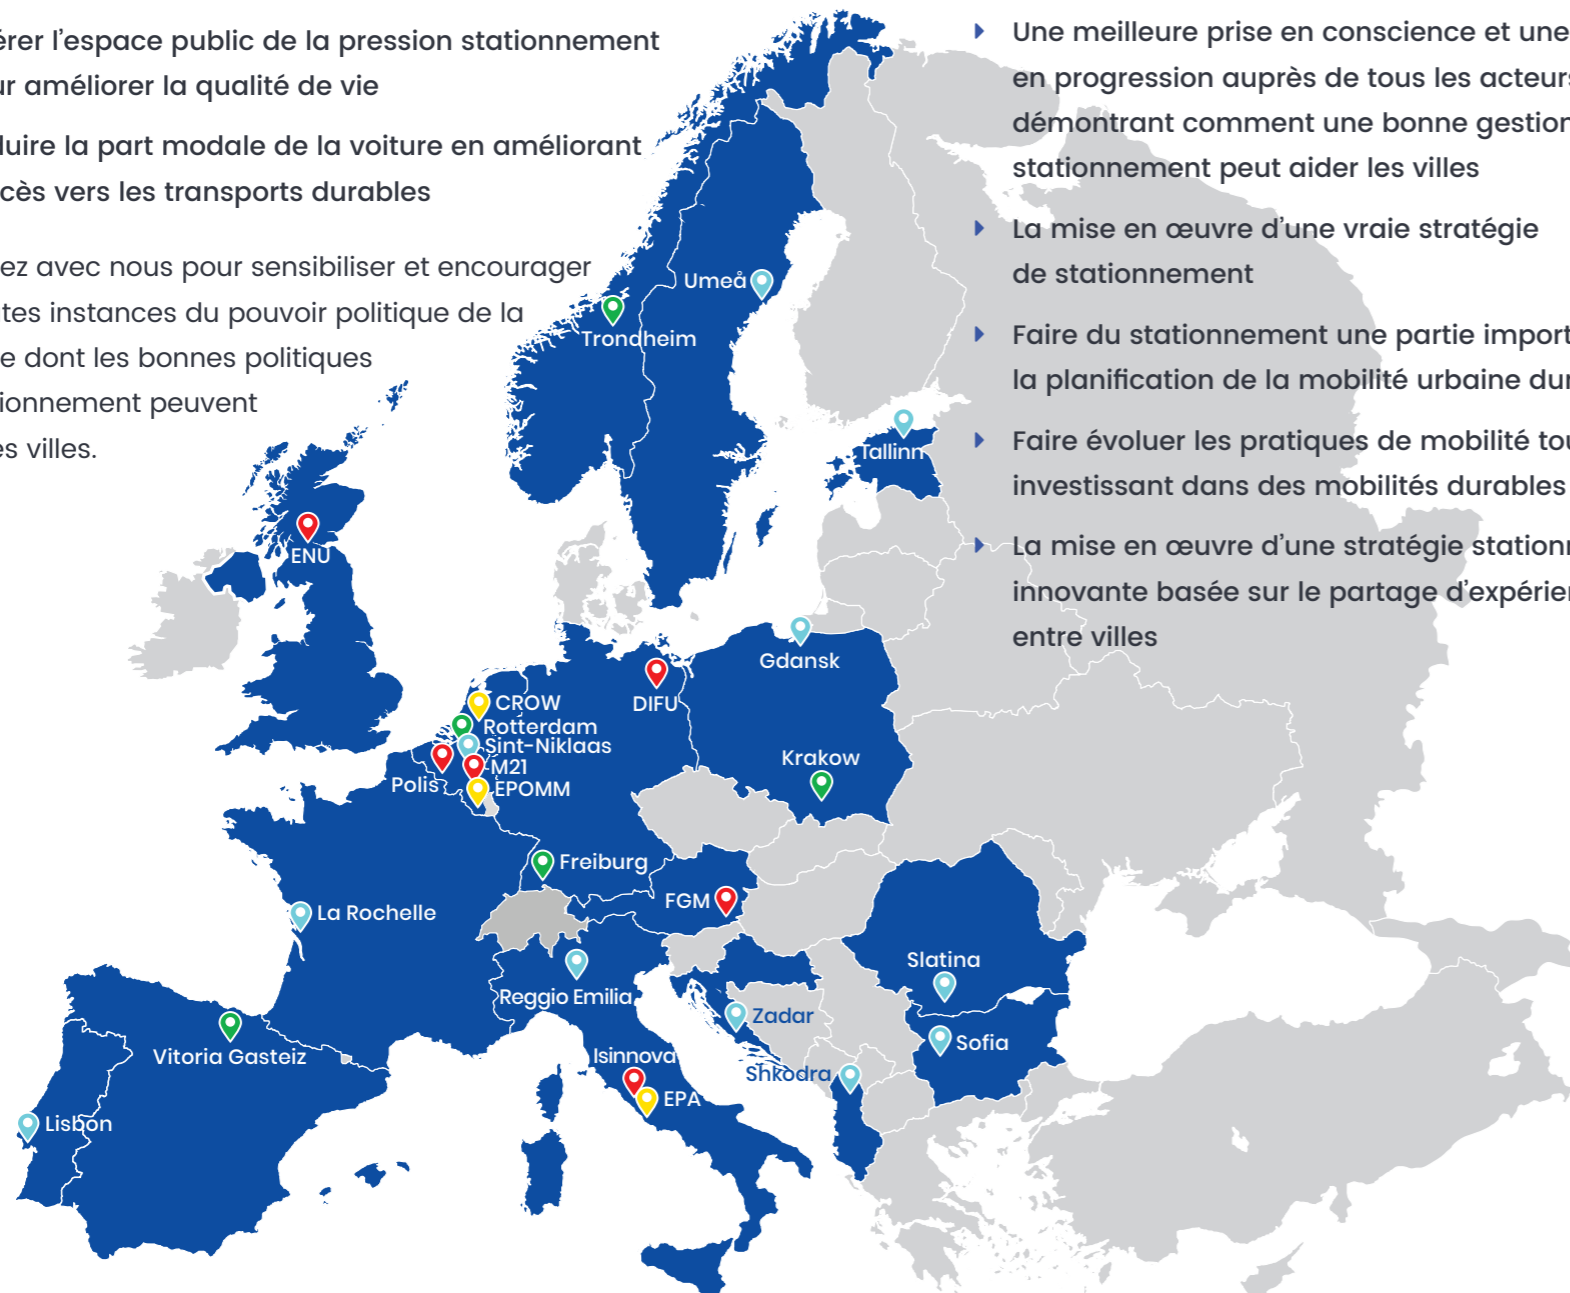 érer l'espace public de la pression stationnement
ur améliorer la qualité de vie
duire la part modale de la voiture en améliorant
cès vers les transports durables
ez avec nous pour sensibiliser et encourager
tes instances du pouvoir politique de la
e dont les bonnes politiques
ionnement peuvent
es villes.
Une meilleure prise en conscience et une
en progression auprès de tous les acteurs
démontrant comment une bonne gestion
stationnement peut aider les villes
La mise en œuvre d'une vraie stratégie
de stationnement
Faire du stationnement une partie import
la planification de la mobilité urbaine dur
Faire évoluer les pratiques de mobilité tou
investissant dans des mobilités durables
La mise en œuvre d'une stratégie stationn
innovante basée sur le partage d'expérien
entre villes
Umeå
Trondheim
Tallinn
ENU
Gdansk
DIFU
CROW
Rotterdam
Sint-Niklaas
M21
Polis
EPOMM
Krakow
Freiburg
FGM
La Rochelle
Slatina
Reggio Emilia
Zadar
Sofia
Vitoria Gasteiz
Isinnova
Shkodra
EPA
Lisbon